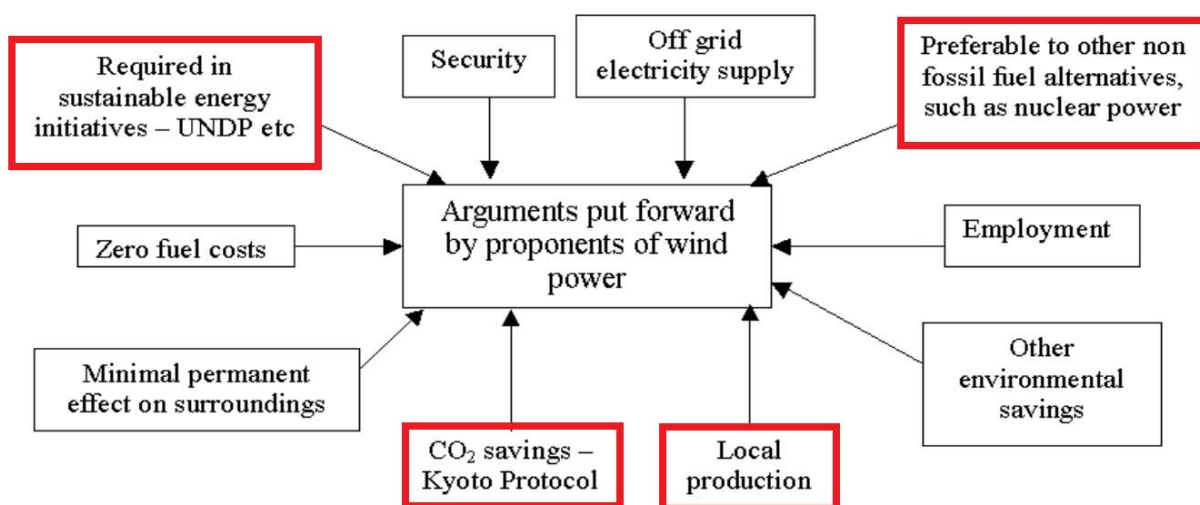 Required in
sustainable energy
initiatives – UNDP etc
Security
Off grid
electricity supply
Preferable to other non
fossil fuel alternatives,
such as nuclear power
Zero fuel costs
Arguments put forward
by proponents of wind
power
Employment
Minimal permanent
effect on surroundings
CO₂ savings –
Kyoto Protocol
Local
production
Other
environmental
savings